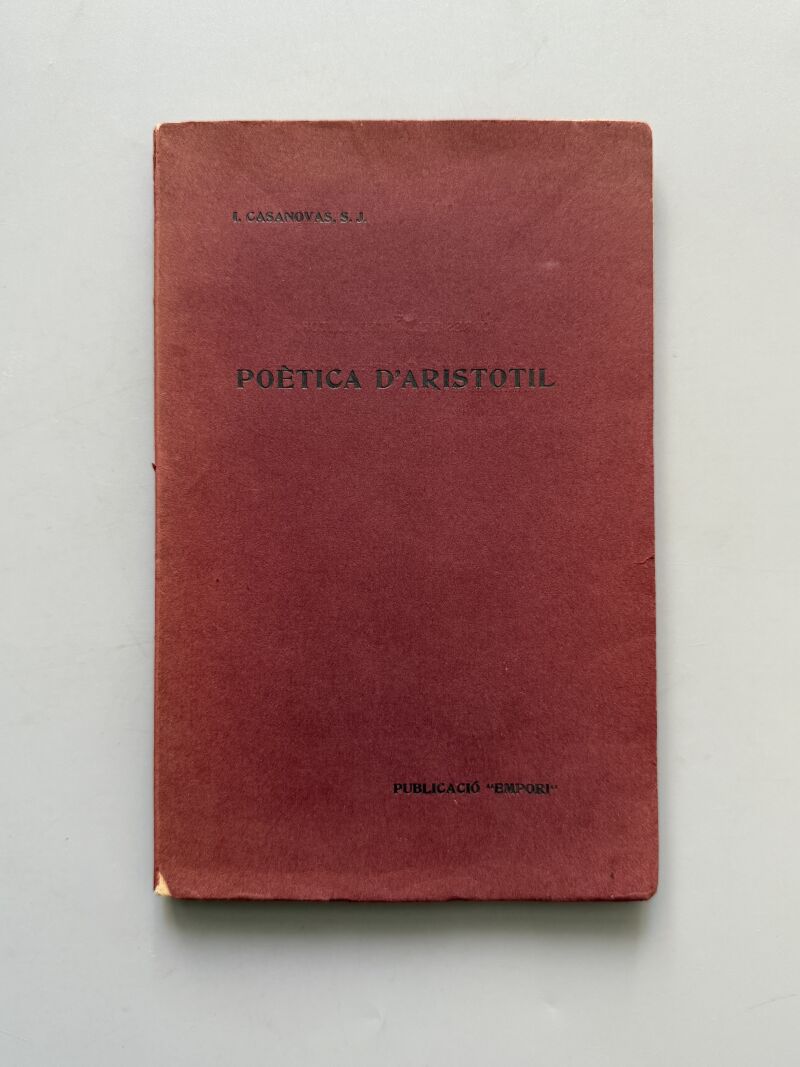 I. CASANOVAS, S. J.
POÈTICA D'ARISTOTIL
PUBLICACIÓ "EMPORI"